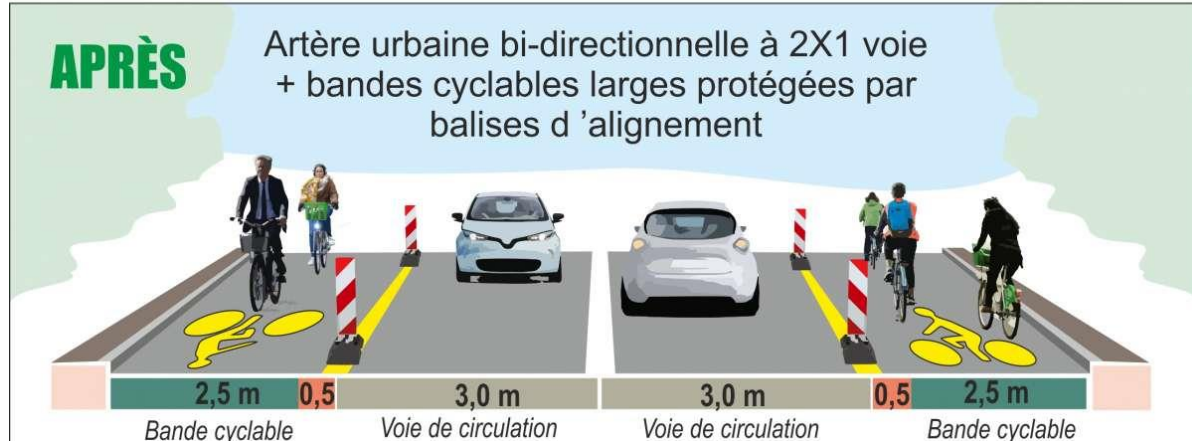 APRÈS
Artère urbaine bi-directionnelle à 2X1 voie
+ bandes cyclables larges protégées par
balises d 'alignement
2,5 m 0,5 3,0 m 3,0 m 0,5 2,5 m
Bande cyclable Voie de circulation Voie de circulation Bande cyclable